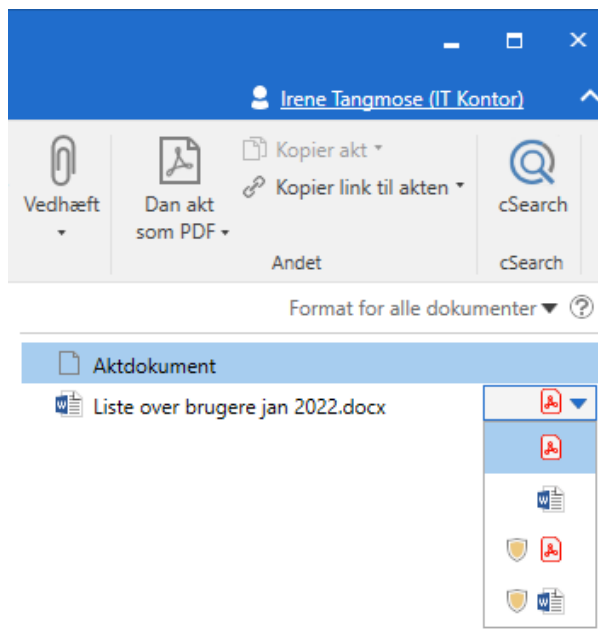 Irene Tangmose (IT Kontor)
Kopier akt
Kopier link til akten
Vedhæft
Dan akt
som PDF
cSearch
Andet
cSearch
Format for alle dokumenter
Aktdokument
Liste over brugere jan 2022.docx